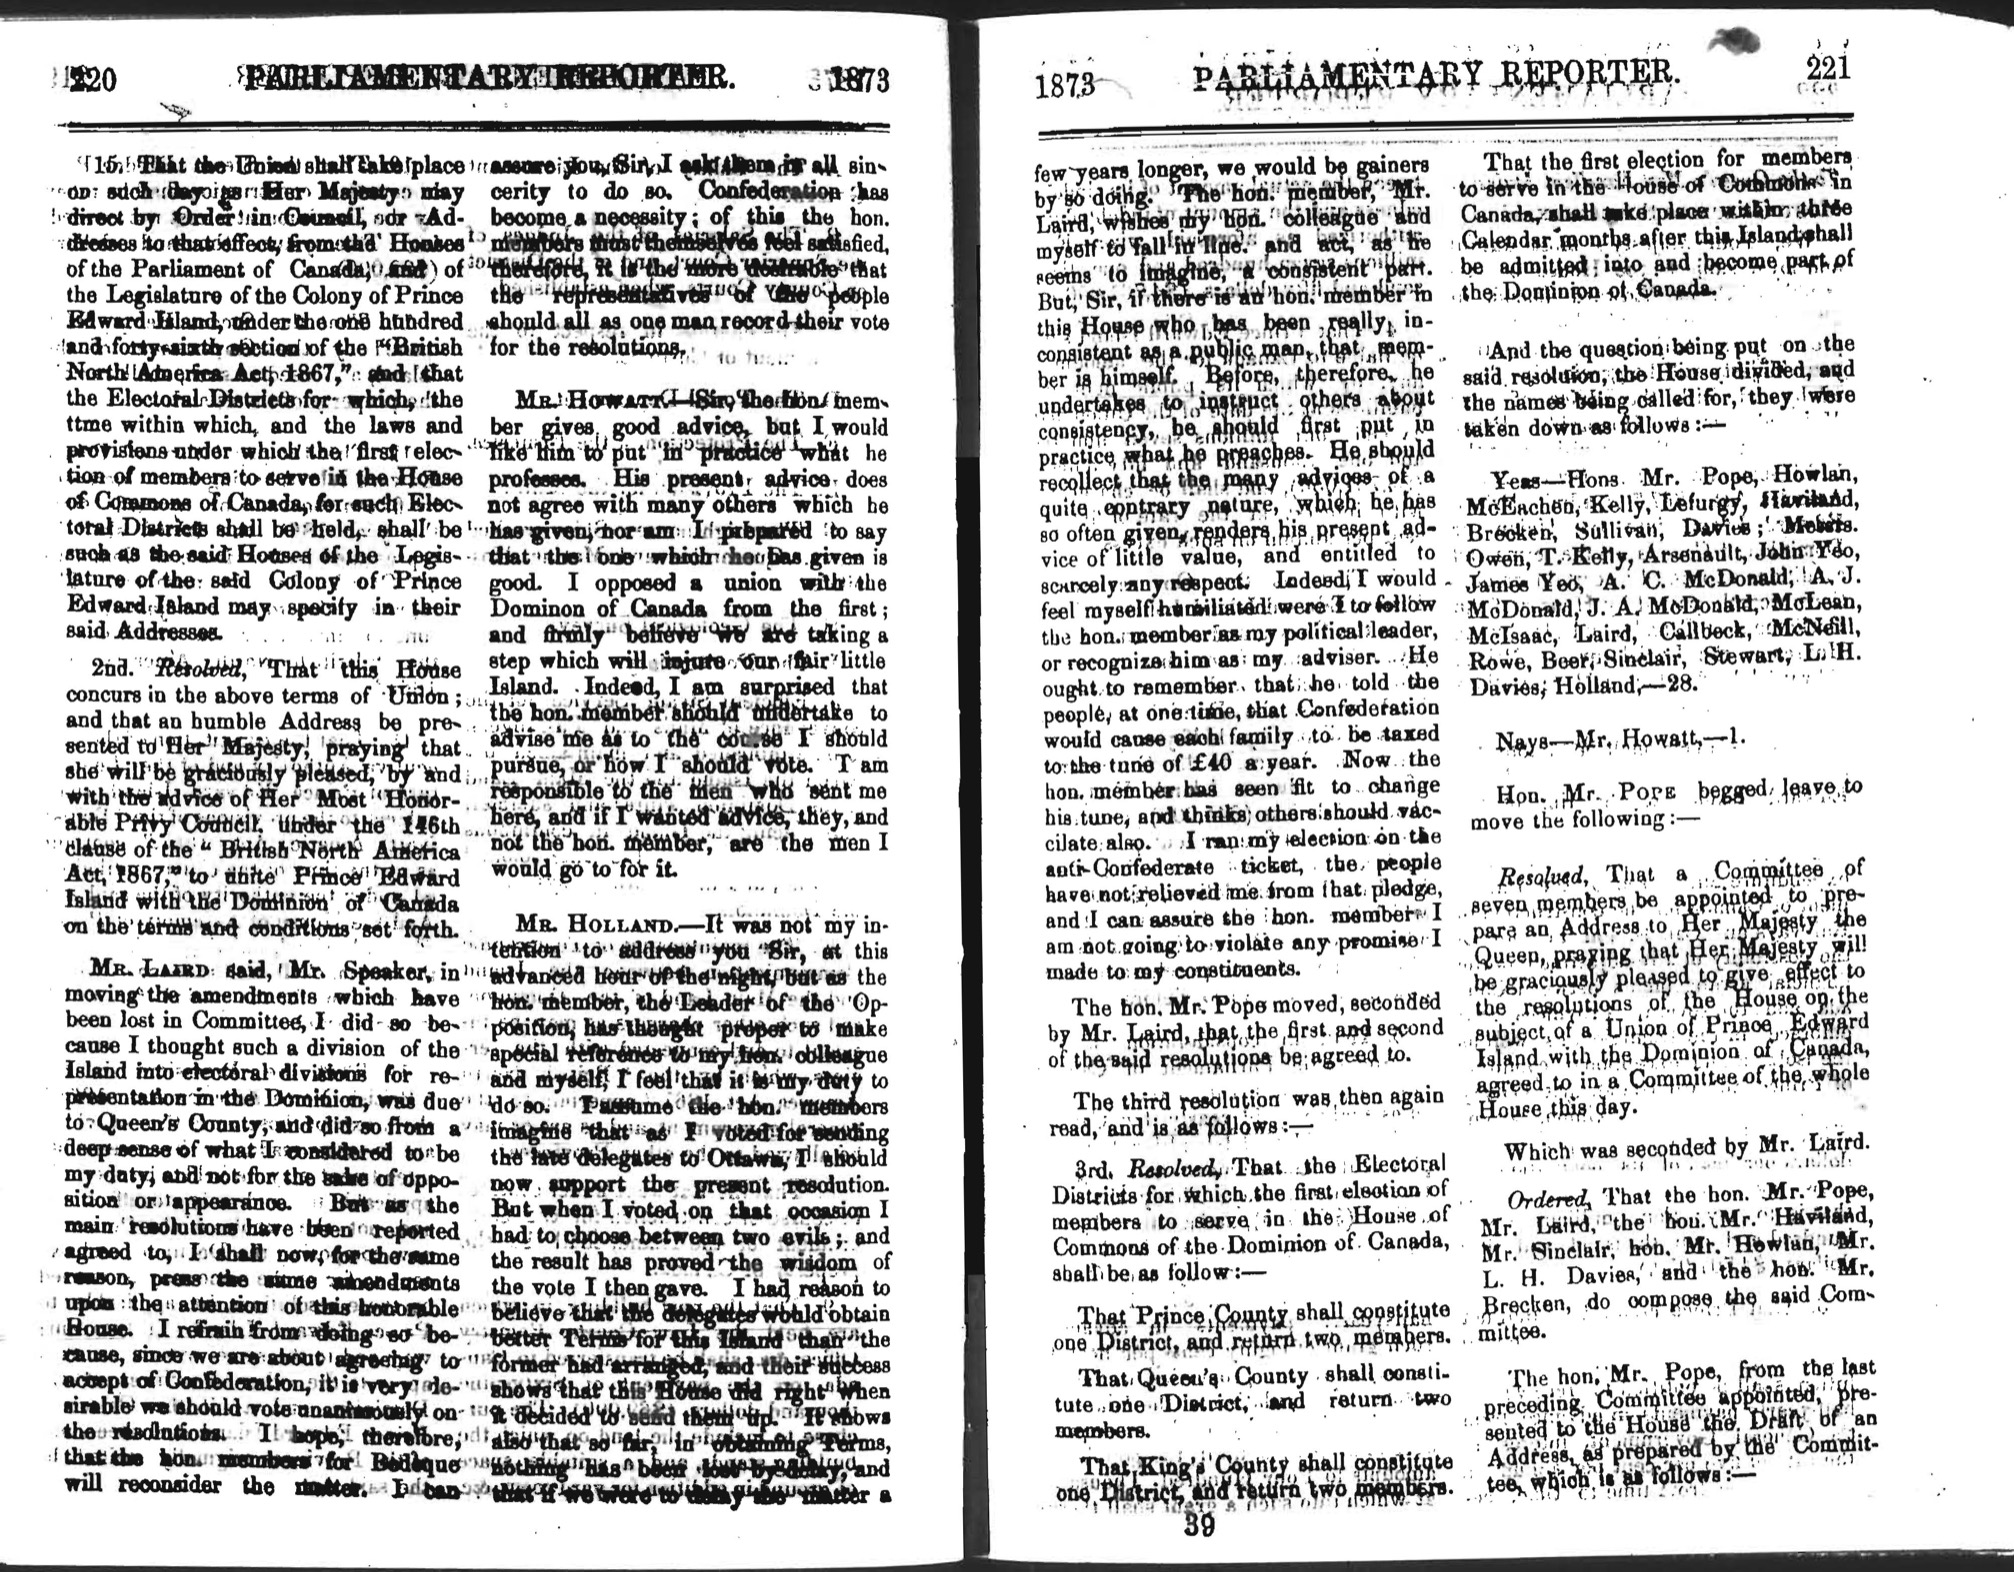 220 PARLIAMENTARY REPORTER. 1873
15. That the Union shall take place
on such day as Her Majesty may
direct by Order in Council, or Ad-
dresses to that effect, from the Houses
of the Parliament of Canada, and of
the Legislature of the Colony of Prince
Edward Island, under the one hundred
and forty-sixth section of the "British
North America Act, 1867," and that
the Electoral Districts for which, the
ttme within which, and the laws and
provisions under which the first elec-
tion of members to serve in the House
of Commons of Canada, for such Elec-
toral Districts shall be held, shall be
such as the said Houses of the Legis-
lature of the said Colony of Prince
Edward Island may specify in their
said Addresses.
2nd. Resolved, That this House
concurs in the above terms of Union;
and that an humble Address be pre-
sented to Her Majesty, praying that
she will be graciously pleased, by and
with the advice of Her Most Honor-
able Privy Council, under the 146th
clause of the "British North America
Act, 1867," to unite Prince Edward
Island with the Dominion of Canada
on the terms and conditions set forth.
MR. LAIRD said, Mr. Speaker, in
moving the amendments which have
been lost in Committee, I did so be-
cause I thought such a division of the
Island into electoral divisions for re-
presentation in the Dominion, was due
to Queen's County, and did so from a
deep sense of what I considered to be
my duty, and not for the sake of oppo-
sition or appearance. But as the
main resolutions have been reported
agreed to, I shall now, for the same
reason, press the same amendments
upon the attention of this honorable
House. I refrain from doing so be-
cause, since we are about agreeing to
accept of Confederation, it is very de-
sirable we should vote unanimously on
the resolutions. I hope, therefore,
that the hon. members for Bedeque
will reconsider the matter. I can
assure you, Sir, I ask them in all sin-
cerity to do so. Confederation has
become a necessity; of this the hon.
members must themselves feel satisfied,
therefore, it is the more desirable that
the representatives of the people
should all as one man record their vote
for the resolutions.
MR. HOWATT.—Sir, the hon. mem-
ber gives good advice, but I would
like him to put in practice what he
professes. His present advice does
not agree with many others which he
has given, nor am I prepared to say
that the one which he has given is
good. I opposed a union with the
Dominon of Canada from the first;
and firmly believe we are taking a
step which will injure our fair little
Island. Indeed, I am surprised that
the hon. member should undertake to
advise me as to the course I should
pursue, or how I should vote. I am
responsible to the men who sent me
here, and if I wanted advice, they, and
not the hon. member, are the men I
would go to for it.
MR. HOLLAND.—It was not my in-
tention to address you Sir, at this
advanced hour of the night, but as the
hon. member, the Leader of the Op-
position, has thought proper to make
special reference to my hon. colleague
and myself, I feel that it is my duty to
do so. I assume the hon. members
imagine that as I voted for sending
the late delegates to Ottawa, I should
now support the present resolution.
But when I voted on that occasion I
had to choose between two evils; and
the result has proved the wisdom of
the vote I then gave. I had reason to
believe that the delegates would obtain
better Terms for this Island than the
former had arranged, and their success
shows that this House did right when
it decided to send them up. It shows
also that so far, in obtaining Terms,
nothing has been lost by delay, and
that if we were to delay the matter a
1873 PARLIAMENTARY REPORTER. 221
few years longer, we would be gainers
by so doing. The hon. member, Mr.
Laird, wishes my hon. colleague and
myself to fall in line and act, as he
seems to imagine, a consistent part.
But, Sir, if there is an hon. member in
this House who has been really in-
consistent as a public man, that mem-
ber is himself. Before, therefore, he
undertakes to instruct others about
consistency, he should first put in
practice what he preaches. He should
recollect that the many advices of a
quite contrary nature, which he has
so often given, renders his present ad-
vice of little value, and entitled to
scarcely any respect. Indeed, I would
feel myself humiliated were I to follow
the hon. member as my political leader,
or recognize him as my adviser. He
ought to remember that he told the
people, at one time, that Confederation
would cause each family to be taxed
to the tune of £40 a year. Now the
hon. member has seen fit to change
his tune, and thinks others should vac-
cilate also. I ran my election on the
anti-Confederate ticket, the people
have not relieved me from that pledge,
and I can assure the hon. member I
am not going to violate any promise I
made to my constituents.
The hon. Mr. Pope moved, seconded
by Mr. Laird, that the first and second
of the said resolutions be agreed to.
The third resolution was then again
read, and is as follows:—
3rd. Resolved, That the Electoral
Districts for which the first election of
members to serve in the House of
Commons of the Dominion of Canada,
shall be as follow:—
That Prince County shall constitute
one District, and return two members.
That Queen's County shall consti-
tute one District, and return two
members.
That King's County shall constitute
one District, and return two members.
39
That the first election for members
to serve in the House of Commons in
Canada, shall take place within three
Calendar months after this Island shall
be admitted into and become part of
the Dominion of Canada.
And the question being put on the
said resolution, the House divided, and
the names being called for, they were
taken down as follows:—
Yeas—Hons. Mr. Pope, Howlan,
McEachen, Kelly, Lefurgy, Haviland,
Brecken, Sullivan, Davies; Messrs.
Owen, T. Kelly, Arsenault, John Yeo,
James Yeo, A. C. McDonald, A. J.
McDonald, J. A. McDonald, McLean,
McIsaac, Laird, Callbeck, McNeill,
Rowe, Beer, Sinclair, Stewart, L. H.
Davies, Holland,—28.
Nays—Mr. Howatt,—1.
Hon. Mr. POPE begged leave to
move the following:—
Resolved, That a Committee of
seven members be appointed to pre-
pare an Address to Her Majesty the
Queen, praying that Her Majesty will
be graciously pleased to give effect to
the resolutions of the House on the
subject of a Union of Prince Edward
Island with the Dominion of Canada,
agreed to in a Committee of the whole
House this day.
Which was seconded by Mr. Laird.
Ordered, That the hon. Mr. Pope,
Mr. Laird, the hon. Mr. Haviland,
Mr. Sinclair, hon. Mr. Howlan, Mr.
L. H. Davies, and the hon. Mr.
Brecken, do compose the said Com-
mittee.
The hon. Mr. Pope, from the last
preceding Committee appointed, pre-
sented to the House the Draft of an
Address, as prepared by the Commit-
tee, which is as follows:—